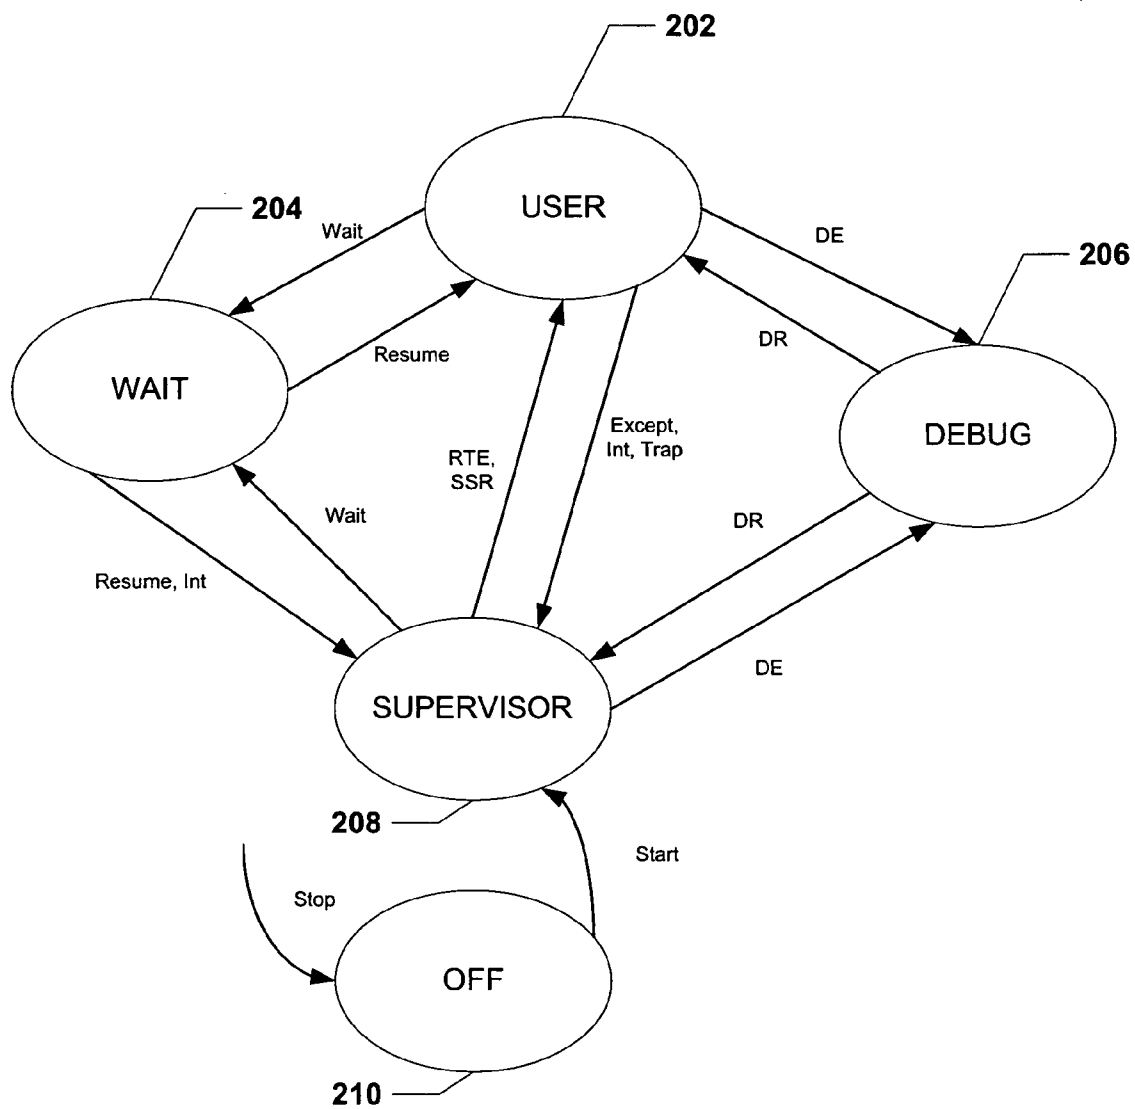 202
USER
204
Wait
DE
206
Resume
DR
WAIT
DEBUG
Except,
Int, Trap
RTE,
SSR
Wait
DR
Resume, Int
DE
SUPERVISOR
208
Start
Stop
OFF
210